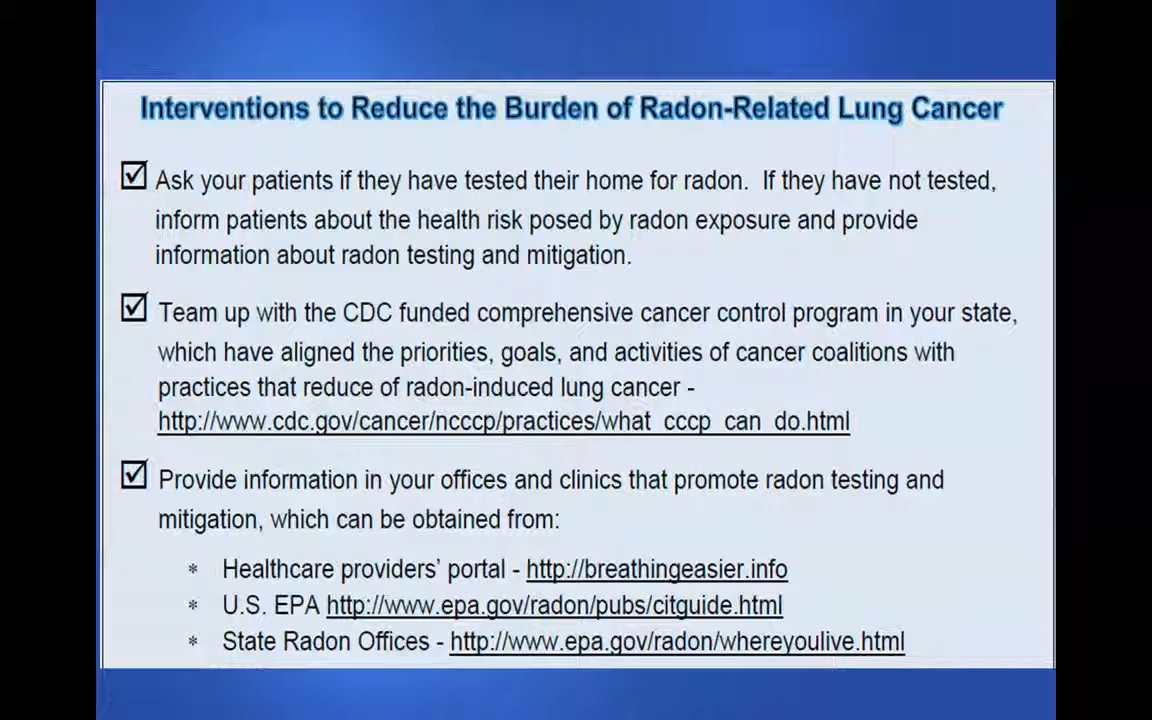 Interventions to Reduce the Burden of Radon-Related Lung Cancer
Ask your patients if they have tested their home for radon.  If they have not tested,
inform patients about the health risk posed by radon exposure and provide
information about radon testing and mitigation.
Team up with the CDC funded comprehensive cancer control program in your state,
which have aligned the priorities, goals, and activities of cancer coalitions with
practices that reduce of radon-induced lung cancer -
http://www.cdc.gov/cancer/ncccp/practices/what_cccp_can_do.html
Provide information in your offices and clinics that promote radon testing and
mitigation, which can be obtained from:
* Healthcare providers’ portal - http://breathingeasier.info
* U.S. EPA http://www.epa.gov/radon/pubs/citguide.html
* State Radon Offices - http://www.epa.gov/radon/whereyoulive.html